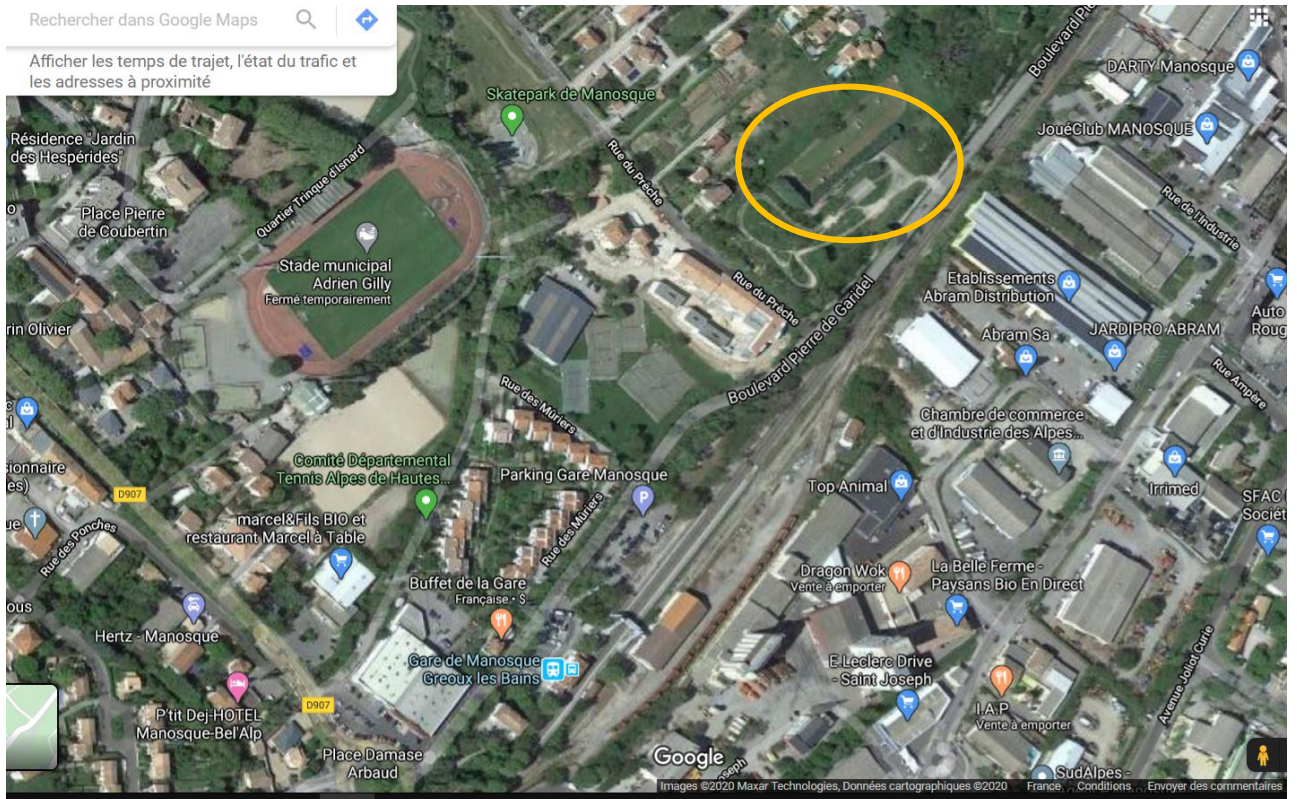 Rechercher dans Google Maps
Afficher les temps de trajet, l'état du trafic et
les adresses à proximité
Boulevard Pie
DARTY Manosque
Skatepark de Manosque
JouéClub MANOSQUE
Résidence "Jardin
des Hespérides"
Quartier Trinque d'Isnard
Rue du Prêche
Rue de l'Industrie
Place Pierre
de Coubertin
Stade municipal
Adrien Gilly
Fermé temporairement
Rue du Prêche
Etablissements
Abram Distribution
Boulevard Pierre de Garidel
Auto
Roug
rin Olivier
Abram Sa
JARDIPRO ABRAM
Rue Ampère
Rue des Mûriers
Chambre de commerce
et d'Industrie des Alpes...
sionnaire
es)
Comité Départemental
Tennis Alpes de Hautes...
Parking Gare Manosque
Top Animal
Irrimed
SFAC
Sociét
D907
Rue des Ponches
marcel&Fils BIO et
restaurant Marcel à Table
Rue des Mûriers
Dragon Wok
Vente à emporter
La Belle Ferme -
Paysans Bio En Direct
Buffet de la Gare
Française • $
ous
Hertz - Manosque
Gare de Manosque
Greoux les Bains
E.Leclerc Drive
- Saint Joseph
Avenue Joliot Curie
D907
P'tit Dej-HOTEL
Manosque-Bel'Alp
I.A.P
Vente à emporter
Place Damase
Arbaud
Google
oseph
SudAlpes -
Images ©2020 Maxar Technologies, Données cartographiques ©2020 France Conditions Envoyer des commentaires